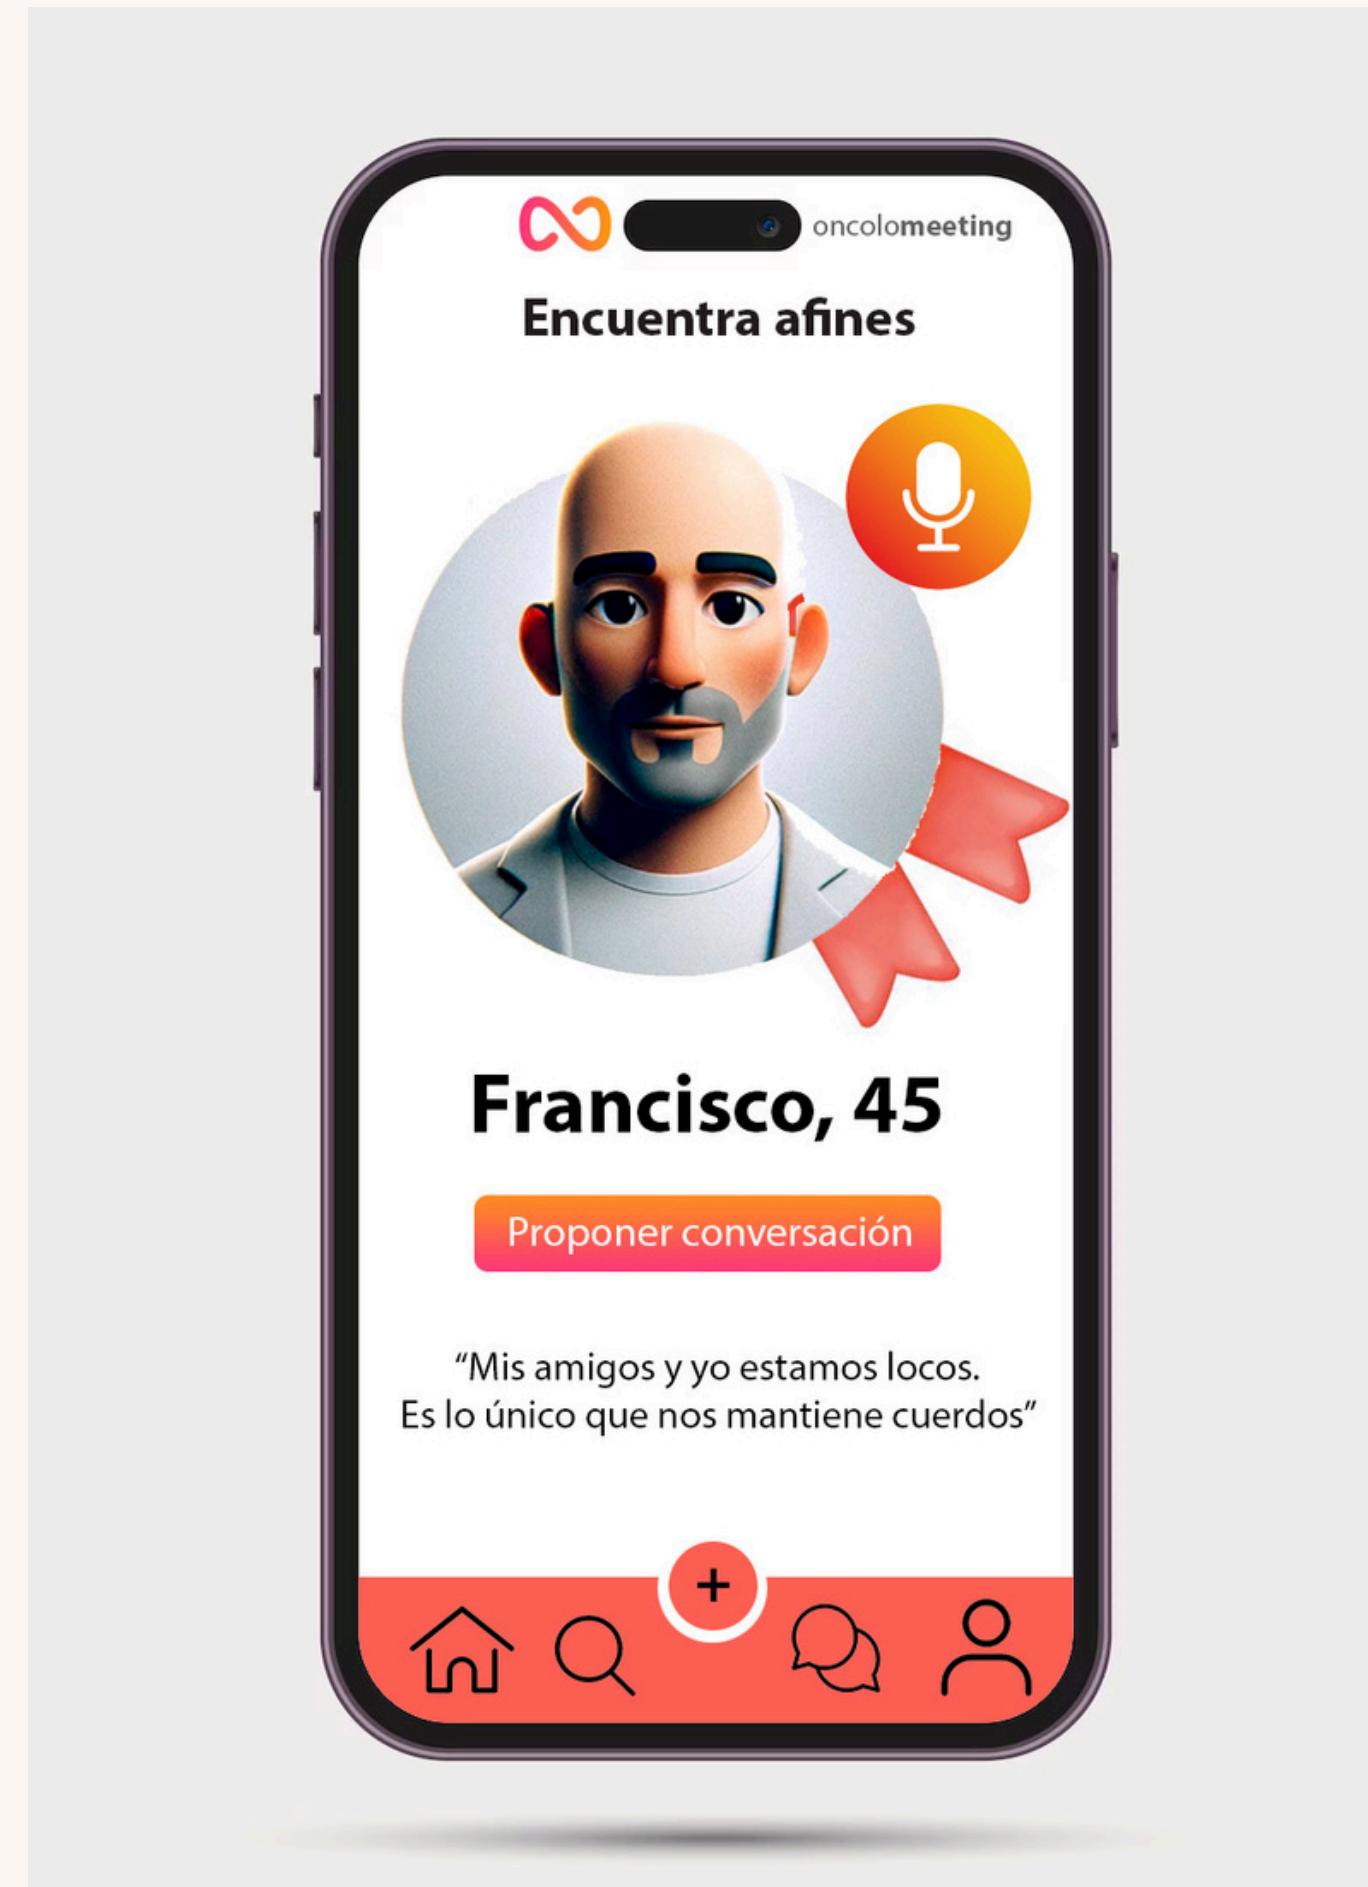 oncolomeeting
Encuentra afines
Francisco, 45
Proponer conversación
“Mis amigos y yo estamos locos.
Es lo único que nos mantiene cuerdos”
+